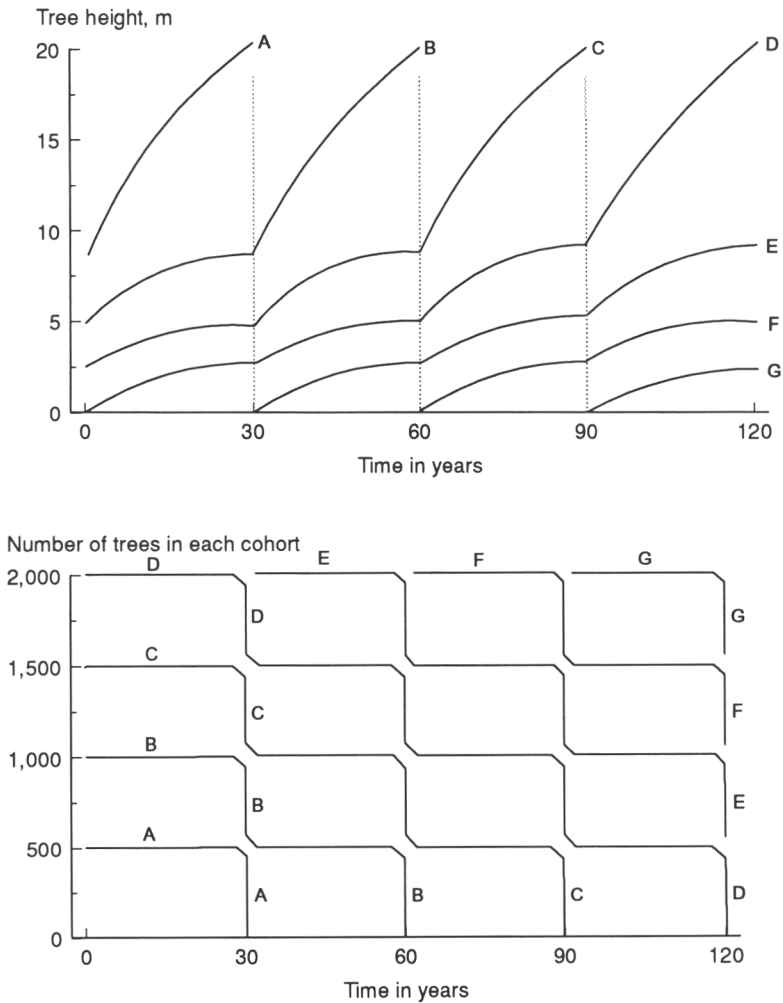 Tree height, m
20
15
10
5
0
A
B
C
D
E
F
G
0 30 60 90 120
Time in years
Number of trees in each cohort
D E F G
2,000
D G
C
1,500
C F
B
1,000
B E
A
500
A B C D
0
0 30 60 90 120
Time in years